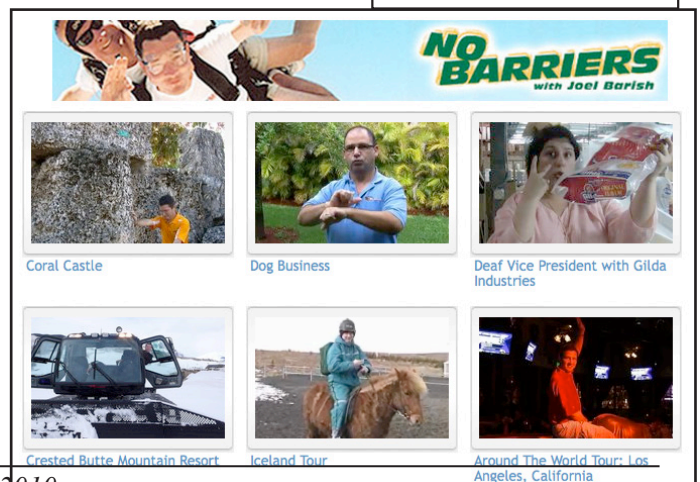 NO
BARRIERS
with Joel Barish
Coral Castle
Dog Business
Deaf Vice President with Gilda
Industries
Crested Butte Mountain Resort
Iceland Tour
Around The World Tour: Los
Angeles, California
2010